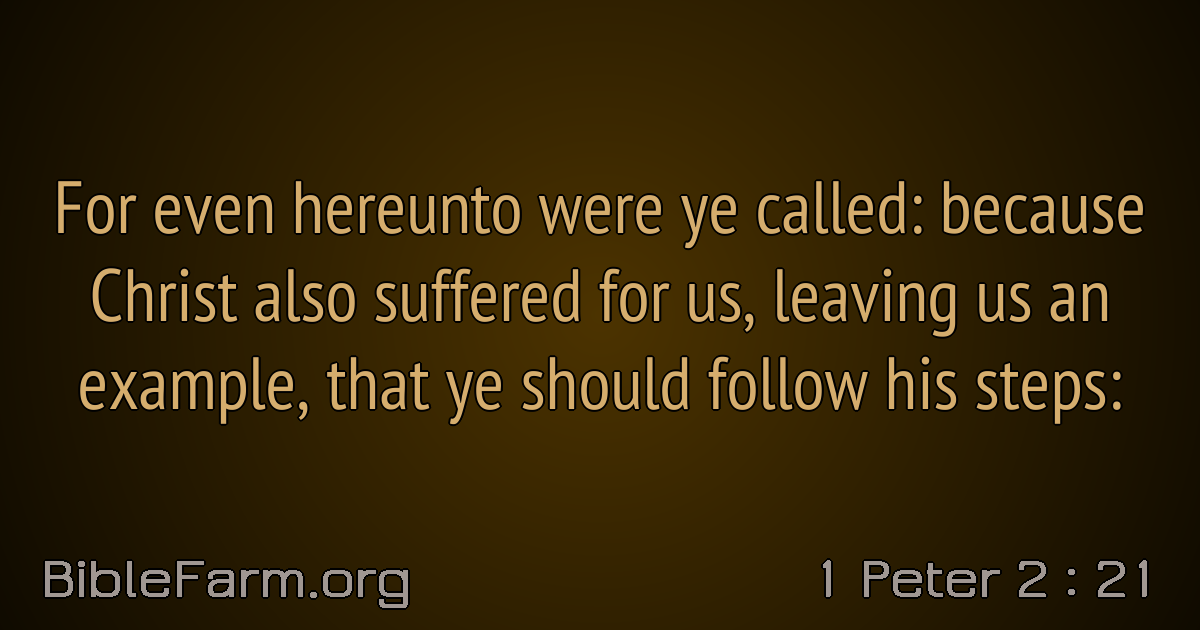 For even hereunto were ye called: because
Christ also suffered for us, leaving us an
example, that ye should follow his steps:
BibleFarm.org
1 Peter 2 : 21